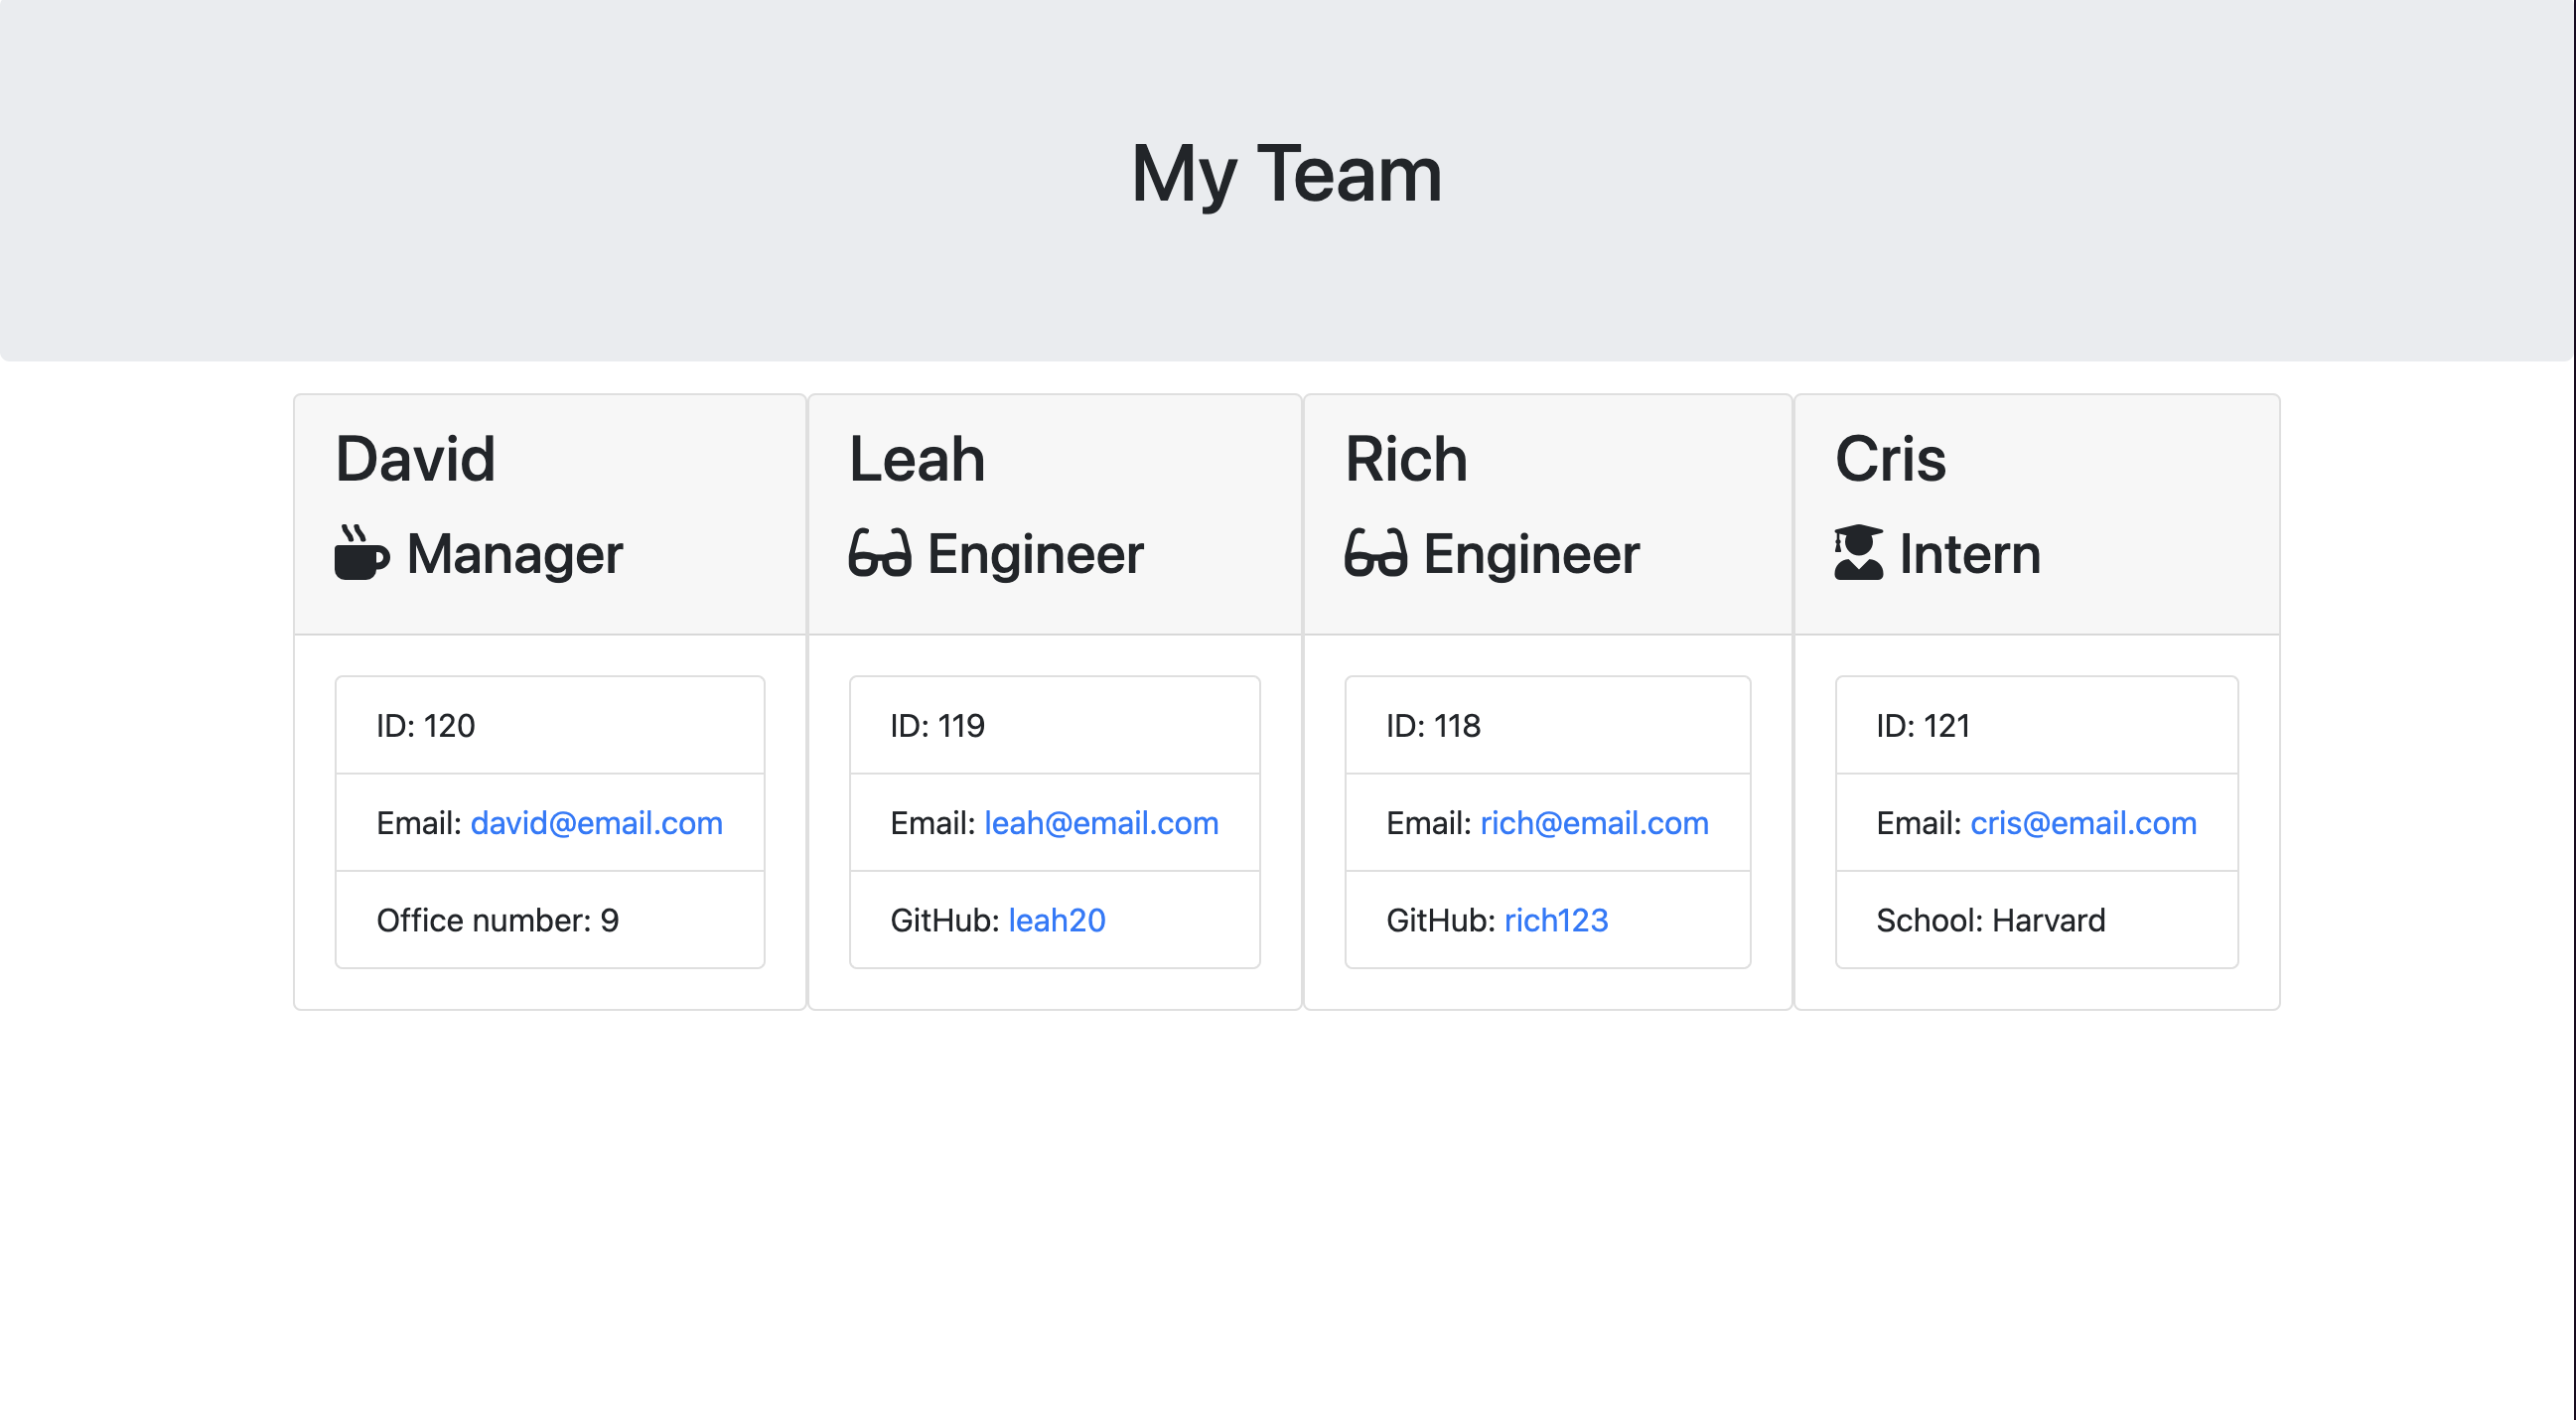 My Team
David
Manager
ID: 120
Email: david@email.com
Office number: 9
Leah
Engineer
ID: 119
Email: leah@email.com
GitHub: leah20
Rich
Engineer
ID: 118
Email: rich@email.com
GitHub: rich123
Cris
Intern
ID: 121
Email: cris@email.com
School: Harvard